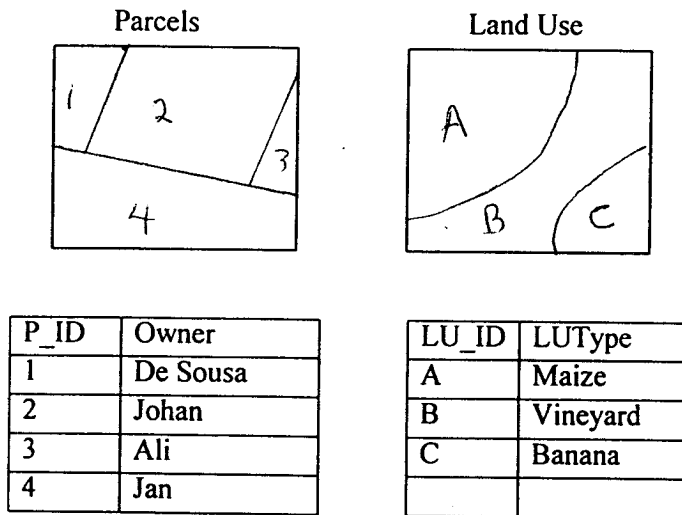 Parcels
Land Use
1
2
3
4
A
B
C
P_ID Owner
1 De Sousa
2 Johan
3 Ali
4 Jan
LU_ID LUType
A Maize
B Vineyard
C Banana